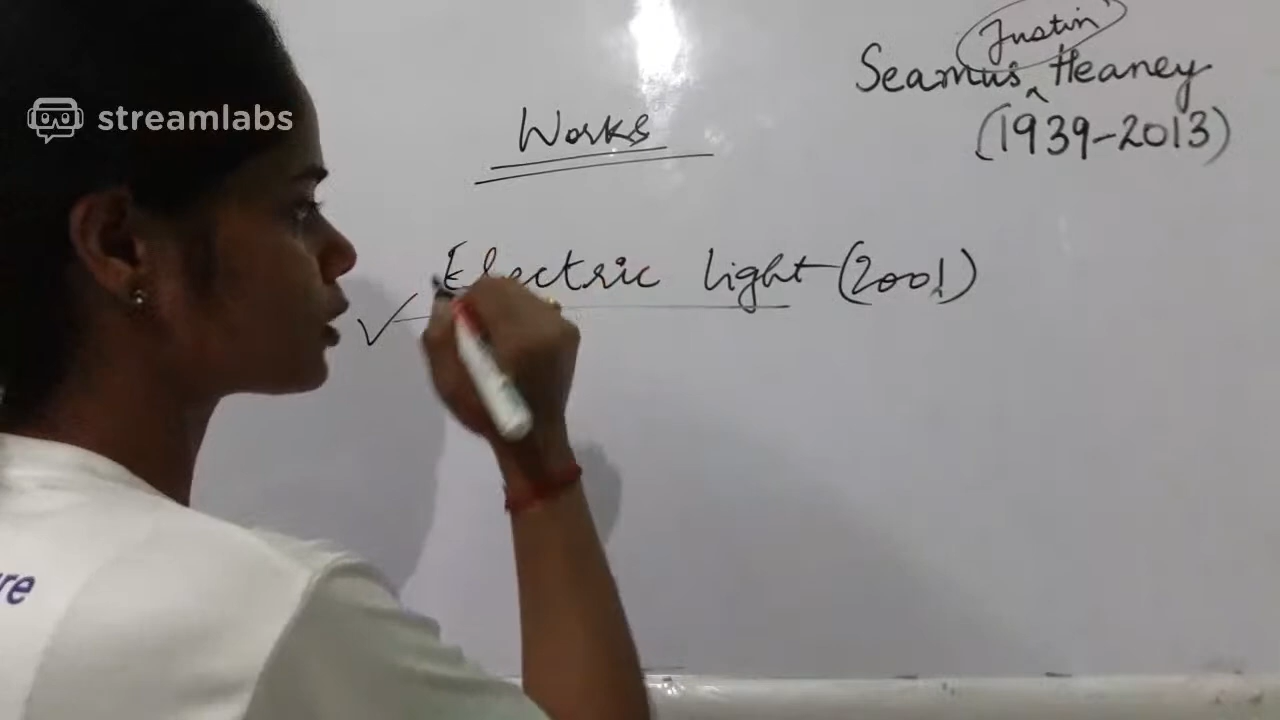 streamlabs
Justin
Seamus Heaney
(1939-2013)
Works
Electric light (2001)
re